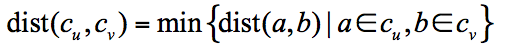 dist(c_u,c_v) = min{dist(a,b) | a∈c_u,b∈c_v}